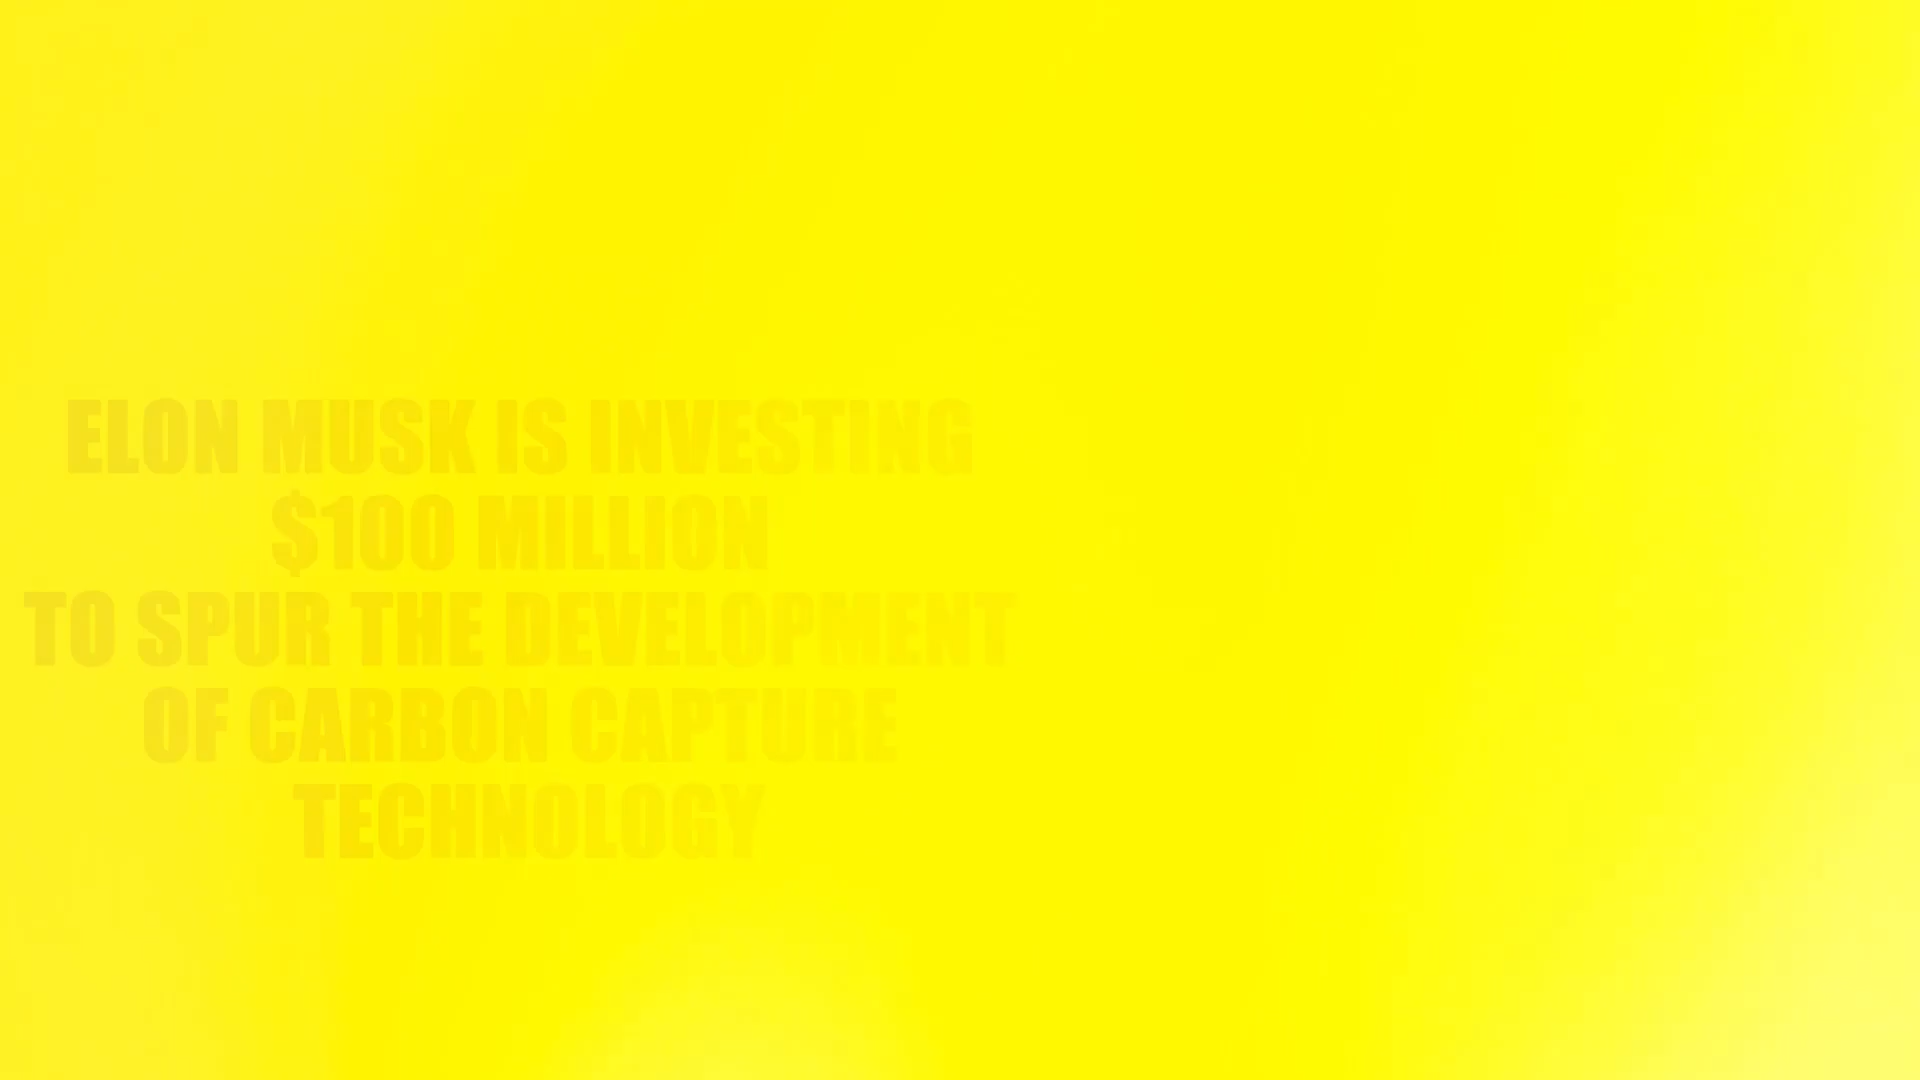 ELON MUSK IS INVESTING
$100 MILLION
TO SPUR THE DEVELOPMENT
OF CARBON CAPTURE
TECHNOLOGY